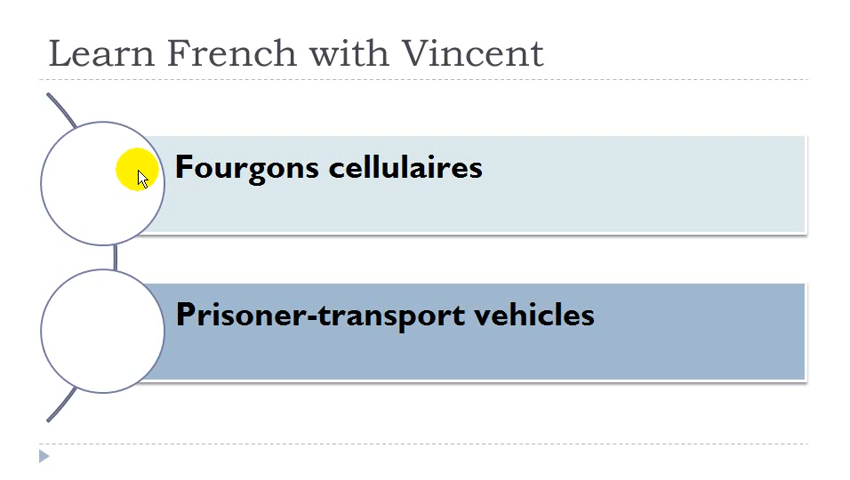 Learn French with Vincent
Fourgons cellulaires
Prisoner-transport vehicles